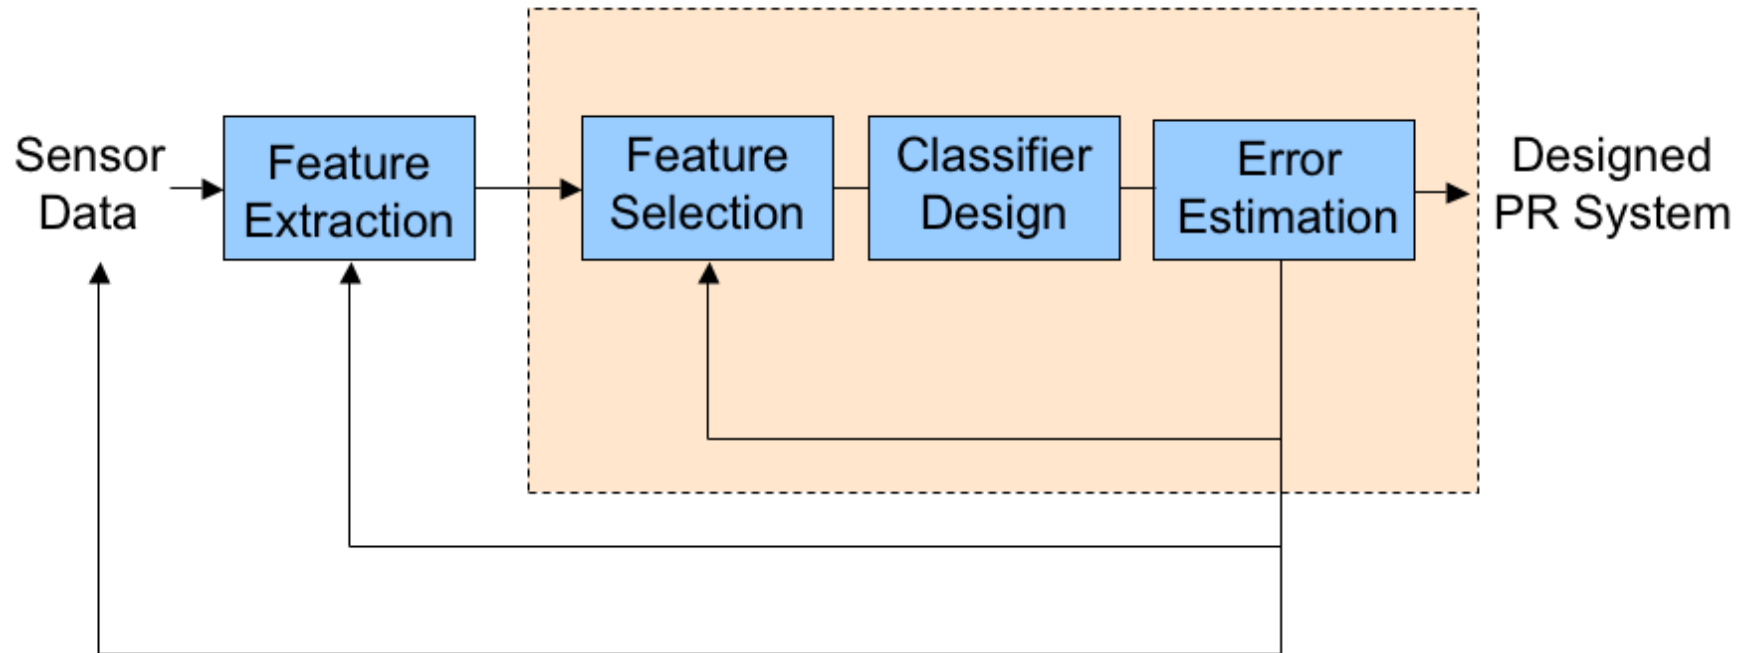 Sensor
Data
Feature
Extraction
Feature
Selection
Classifier
Design
Error
Estimation
Designed
PR System